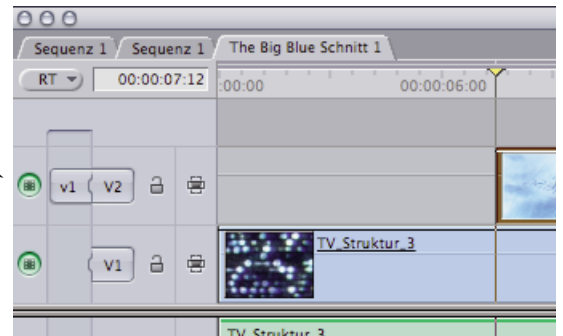 Sequenz 1 Sequenz 1 The Big Blue Schnitt 1
RT 00:00:07:12 :00:00 00:00:06:00
v1 V2
TV_Struktur_3
V1
TV_Struktur_3